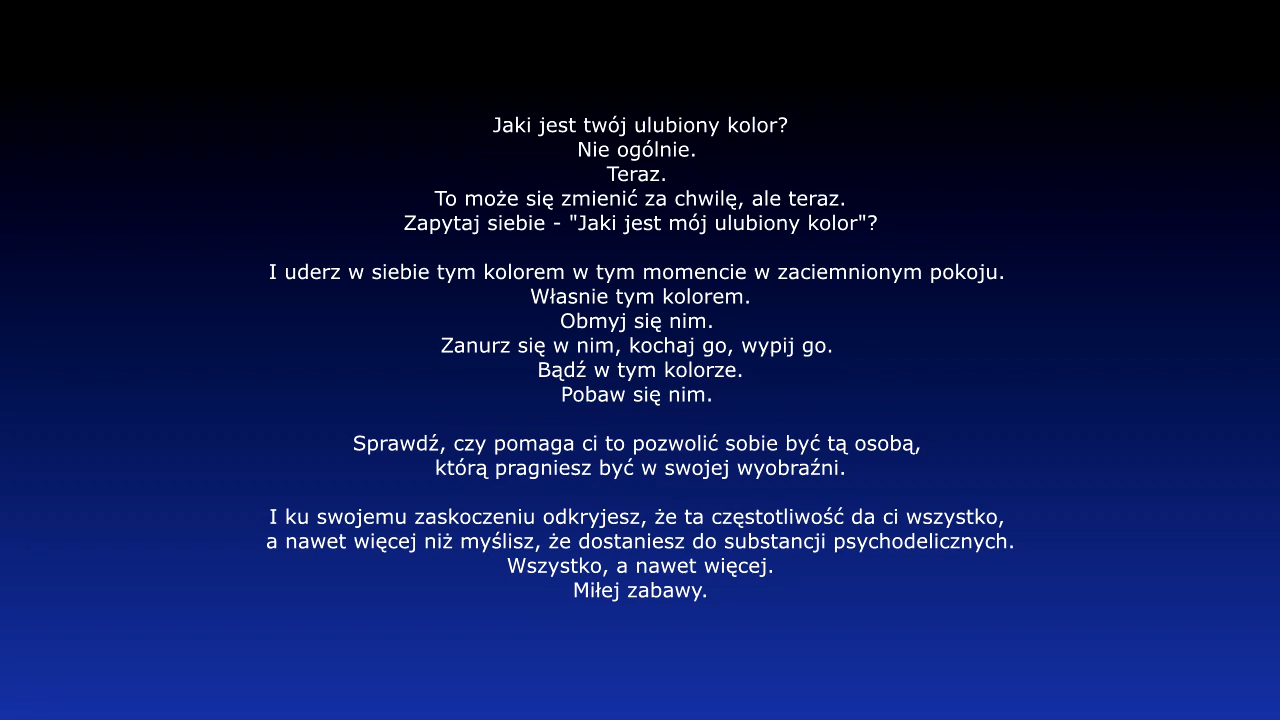 Jaki jest twój ulubiony kolor?
Nie ogólnie.
Teraz.
To może się zmienić za chwilę, ale teraz.
Zapytaj siebie - "Jaki jest mój ulubiony kolor"?
I uderz w siebie tym kolorem w tym momencie w zaciemnionym pokoju.
Własnie tym kolorem.
Obmyj się nim.
Zanurz się w nim, kochaj go, wypij go.
Bądź w tym kolorze.
Pobaw się nim.
Sprawdź, czy pomaga ci to pozwolić sobie być tą osobą,
którą pragniesz być w swojej wyobraźni.
I ku swojemu zaskoczeniu odkryjesz, że ta częstotliwość da ci wszystko,
a nawet więcej niż myślisz, że dostaniesz do substancji psychodelicznych.
Wszystko, a nawet więcej.
Miłej zabawy.